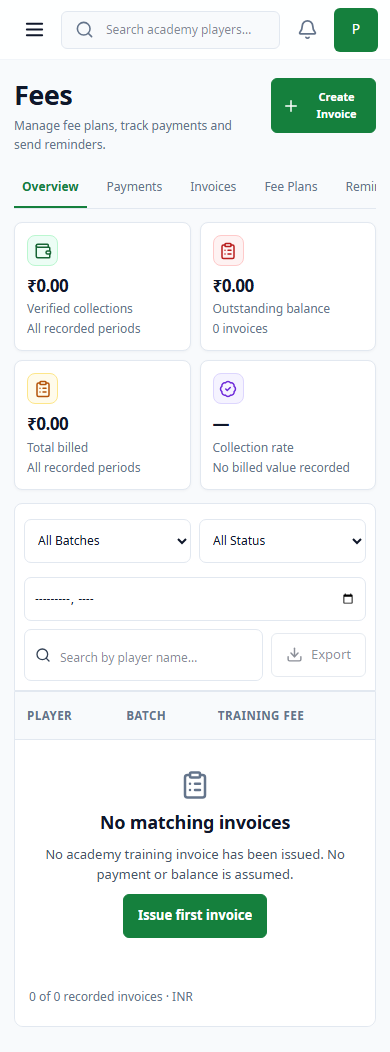 Search academy players...
P
Fees
Create
Invoice
Manage fee plans, track payments and
send reminders.
Overview
Payments
Invoices
Fee Plans
Remin
₹0.00
Verified collections
All recorded periods
₹0.00
Outstanding balance
0 invoices
₹0.00
Total billed
All recorded periods
—
Collection rate
No billed value recorded
All Batches
All Status
---------, ----
Search by player name...
Export
PLAYER
BATCH
TRAINING FEE
No matching invoices
No academy training invoice has been issued. No
payment or balance is assumed.
Issue first invoice
0 of 0 recorded invoices · INR